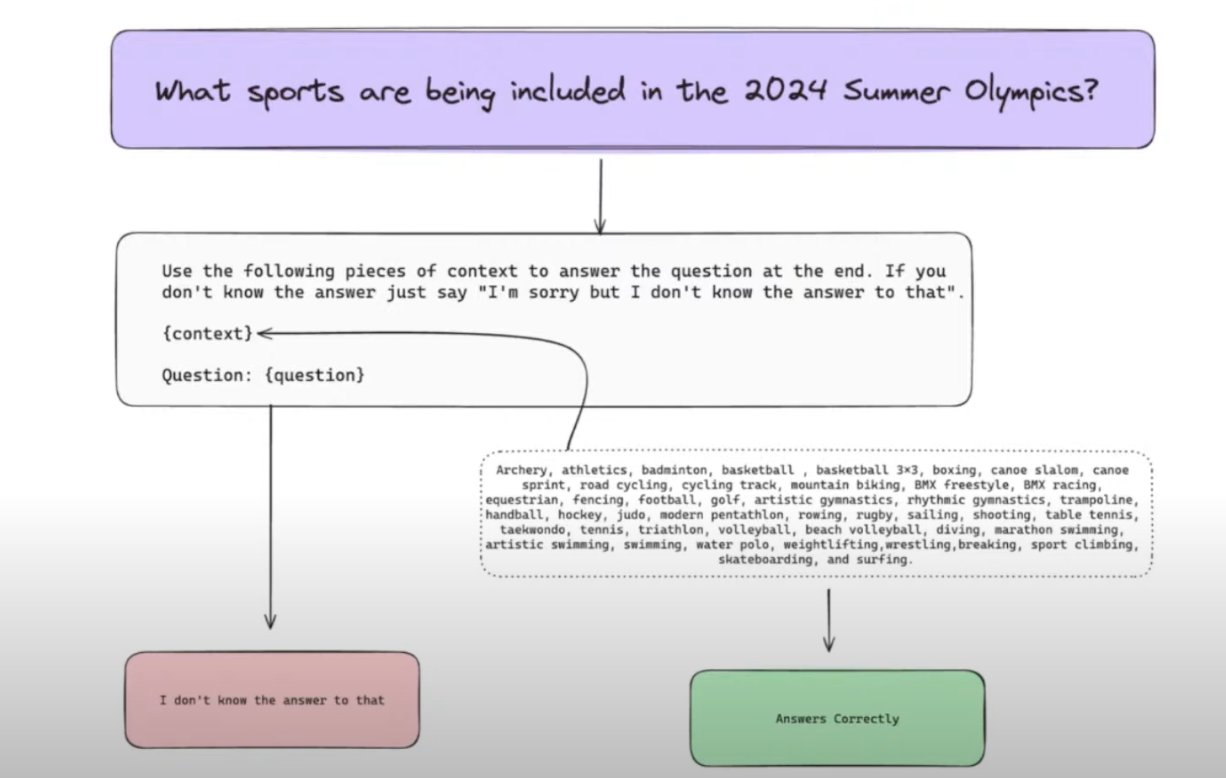 What sports are being included in the 2024 Summer Olympics?
Use the following pieces of context to answer the question at the end. If you
don't know the answer just say "I'm sorry but I don't know the answer to that".
{context}
Question: {question}
Archery, athletics, badminton, basketball , basketball 3×3, boxing, canoe slalom, canoe
sprint, road cycling, cycling track, mountain biking, BMX freestyle, BMX racing,
equestrian, fencing, football, golf, artistic gymnastics, rhythmic gymnastics, trampoline,
handball, hockey, judo, modern pentathlon, rowing, rugby, sailing, shooting, table tennis,
taekwondo, tennis, triathlon, volleyball, beach volleyball, diving, marathon swimming,
artistic swimming, swimming, water polo, weightlifting,wrestling,breaking, sport climbing,
skateboarding, and surfing.
I don't know the answer to that
Answers Correctly